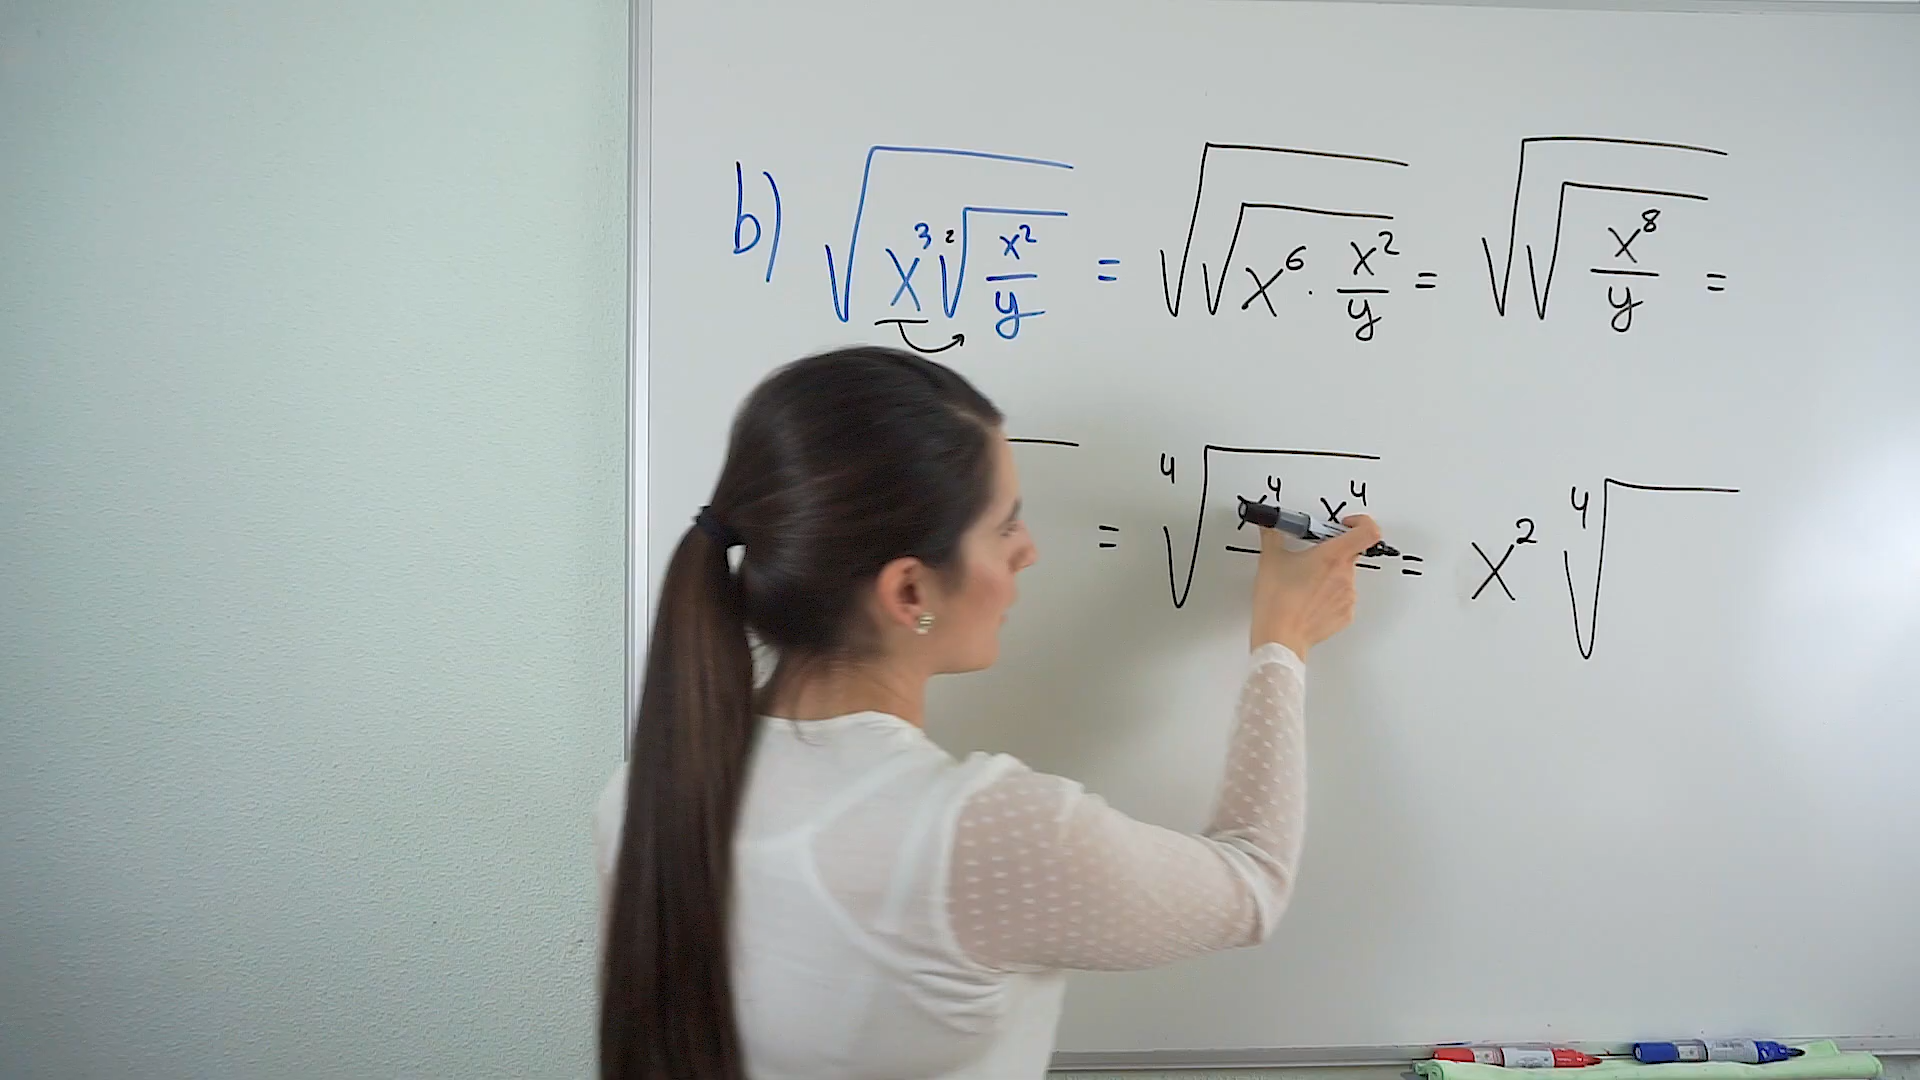 b) √(x³ ²√(x²/y)) = √(√(x⁶ · x²/y)) = √(√(x⁸/y)) =
= ⁴√(x⁴ x⁴ = x² ⁴√